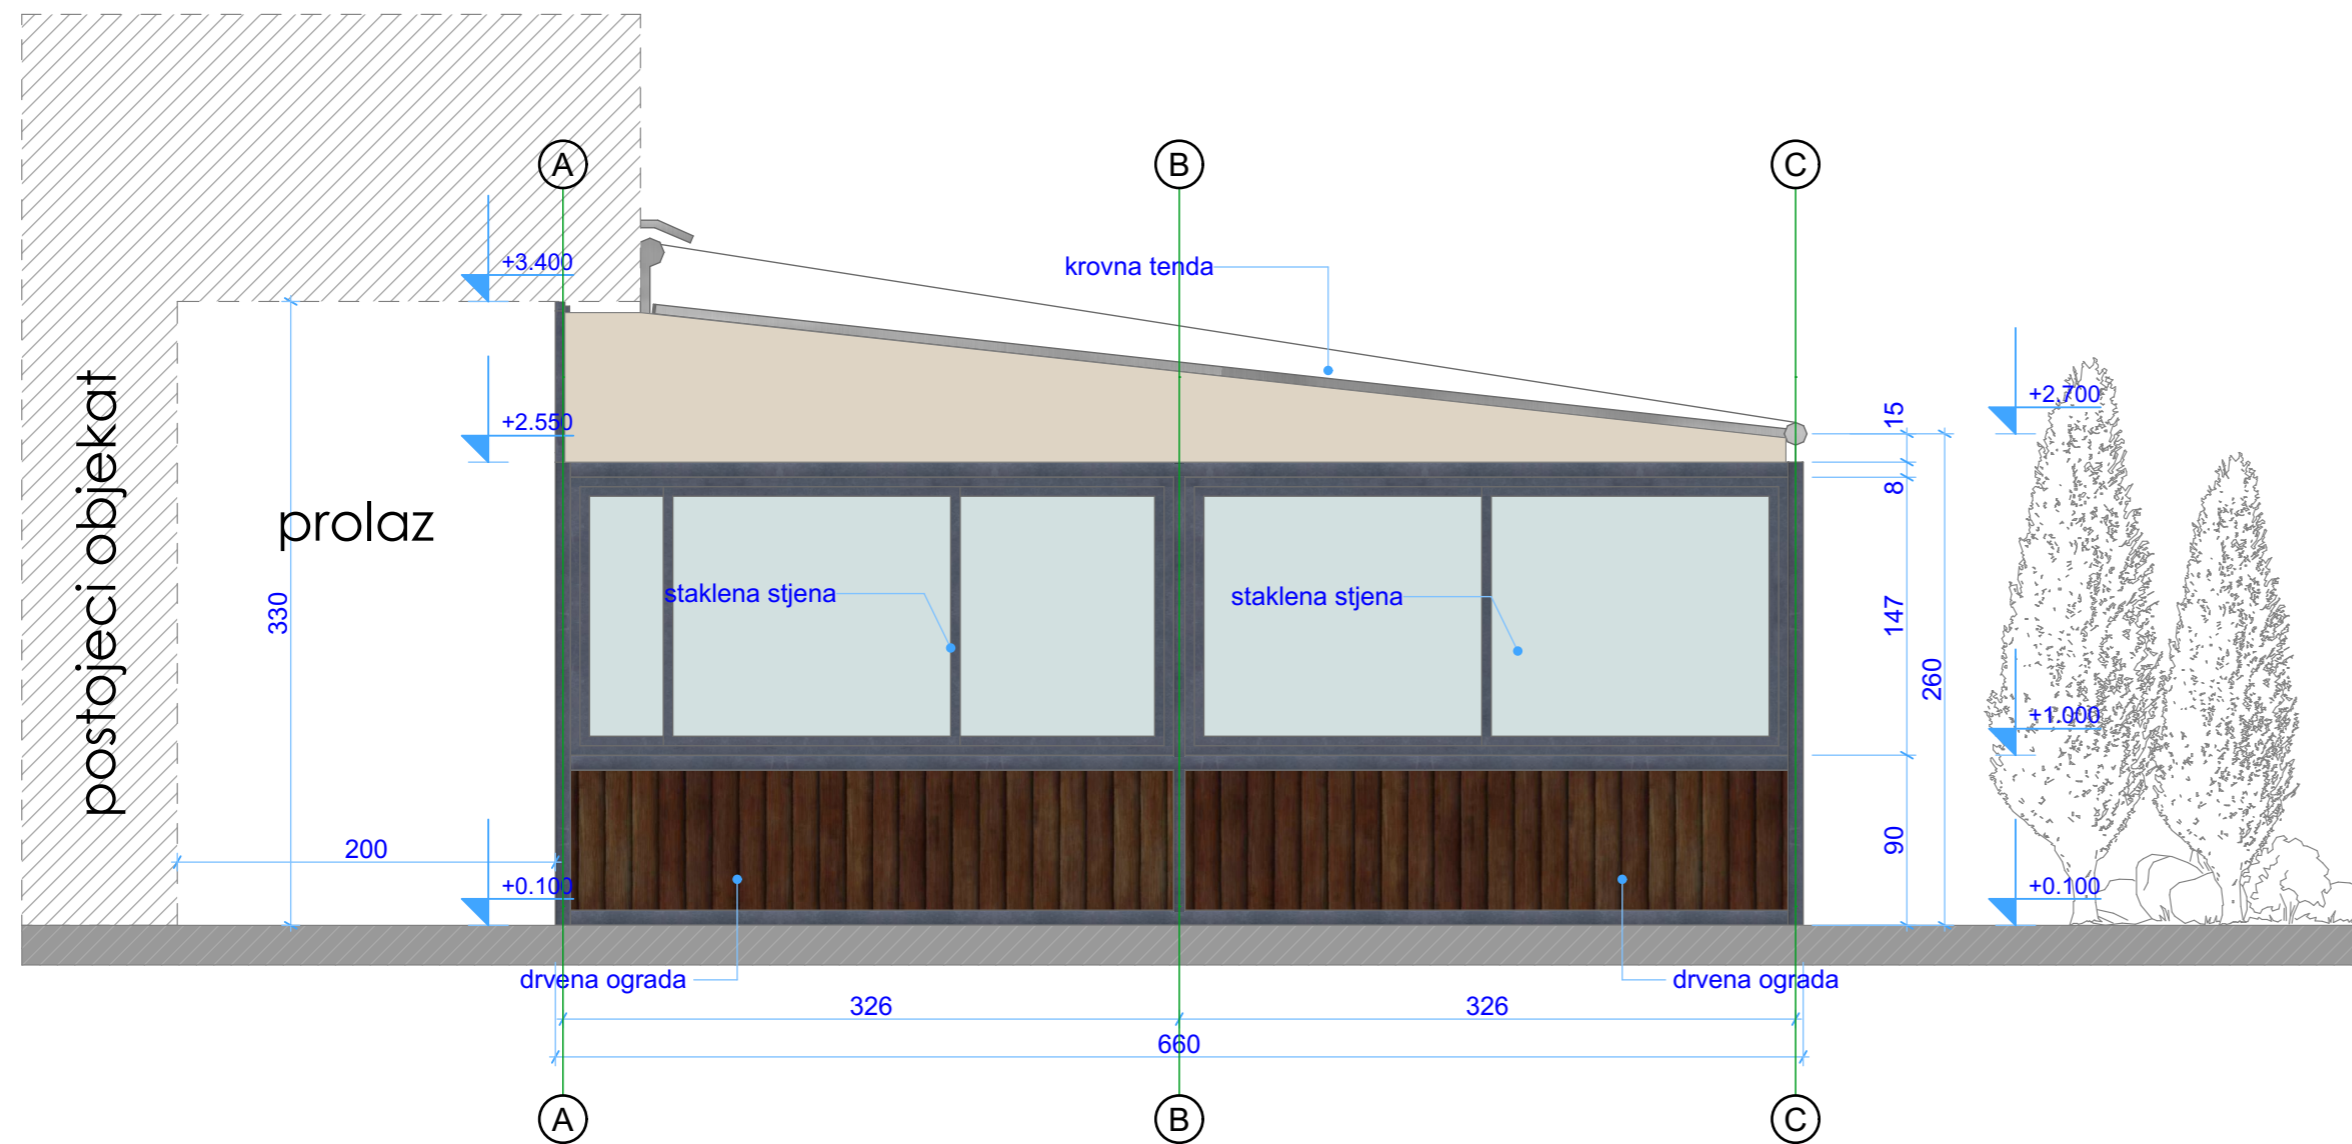 A
B
C
+3.400
krovna tenda
+2.550
+2.700
15
8
postojeci objekat
prolaz
330
staklena stjena
staklena stjena
147
260
+1.000
200
90
+0.100
+0.100
drvena ograda
drvena ograda
326
326
660
A
B
C